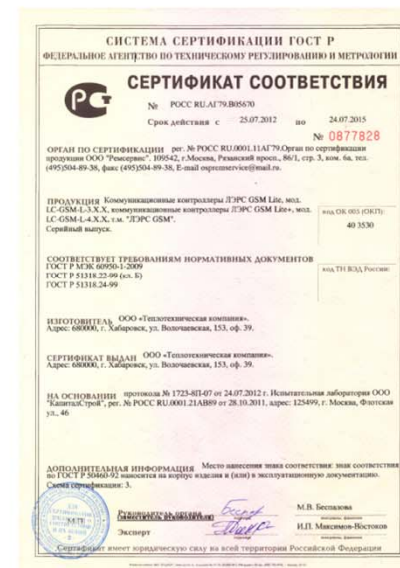 СИСТЕМА СЕРТИФИКАЦИИ ГОСТ Р
ФЕДЕРАЛЬНОЕ АГЕНТСТВО ПО ТЕХНИЧЕСКОМУ РЕГУЛИРОВАНИЮ И МЕТРОЛОГИИ
СЕРТИФИКАТ СООТВЕТСТВИЯ
№ РОСС RU.АГ79.В05670
Срок действия с 25.07.2012 по 24.07.2015
№ 0877828
ОРГАН ПО СЕРТИФИКАЦИИ рег. № РОСС RU.0001.11АГ79.Орган по сертификации
продукции ООО "Ремсервис". 109542, г.Москва, Рязанский просп., 86/1, стр. 3, ком. 6а, тел.
(495)504-89-38, факс (495)504-89-38, E-mail ospremservice@mail.ru.
ПРОДУКЦИЯ Коммуникационные контроллеры ЛЭРС GSM Lite, мод.
LC-GSM-L-3.X.X, коммуникационные контроллеры ЛЭРС GSM Lite+, мод.
LC-GSM-L-4.X.X, т.м. "ЛЭРС GSM".
Серийный выпуск.
код ОК 005 (ОКП):
40 3530
СООТВЕТСТВУЕТ ТРЕБОВАНИЯМ НОРМАТИВНЫХ ДОКУМЕНТОВ
ГОСТ Р МЭК 60950-1-2009
ГОСТ Р 51318.22-99 (кл. Б)
ГОСТ Р 51318.24-99
код ТН ВЭД России:
ИЗГОТОВИТЕЛЬ ООО «Теплотехническая компания».
Адрес: 680000, г. Хабаровск, ул. Волочаевская, 153, оф. 39.
СЕРТИФИКАТ ВЫДАН ООО «Теплотехническая компания».
Адрес: 680000, г. Хабаровск, ул. Волочаевская, 153, оф. 39.
НА ОСНОВАНИИ протокола № 1723-8П-07 от 24.07.2012 г. Испытательная лаборатория ООО
"КапиталСтрой", рег. № РОСС RU.0001.21АВ89 от 28.10.2011, адрес: 125499, г. Москва, Флотская
ул., 46
ДОПОЛНИТЕЛЬНАЯ ИНФОРМАЦИЯ Место нанесения знака соответствия: знак соответствия
по ГОСТ Р 50460-92 наносится на корпус изделия и (или) в эксплуатационную документацию.
Схема сертификации: 3.
Руководитель органа
(заместитель руководителя)
М.В. Беспалова
Эксперт
И.П. Максимов-Востоков
Сертификат имеет юридическую силу на всей территории Российской Федерации